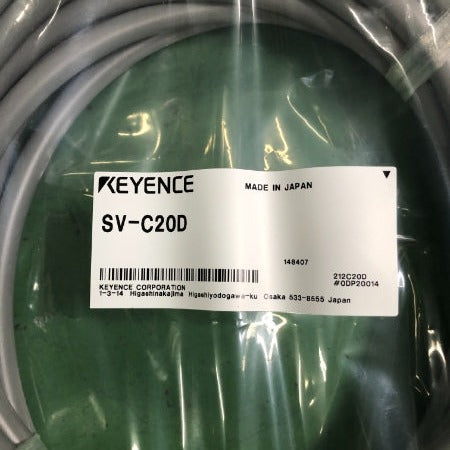 KEYENCE MADE IN JAPAN
SV-C20D
148407
212C20D
#0DP20014
KEYENCE CORPORATION
1-3-14 Higashinakajima Higashiyodogawa-ku Osaka 533-8555 Japan